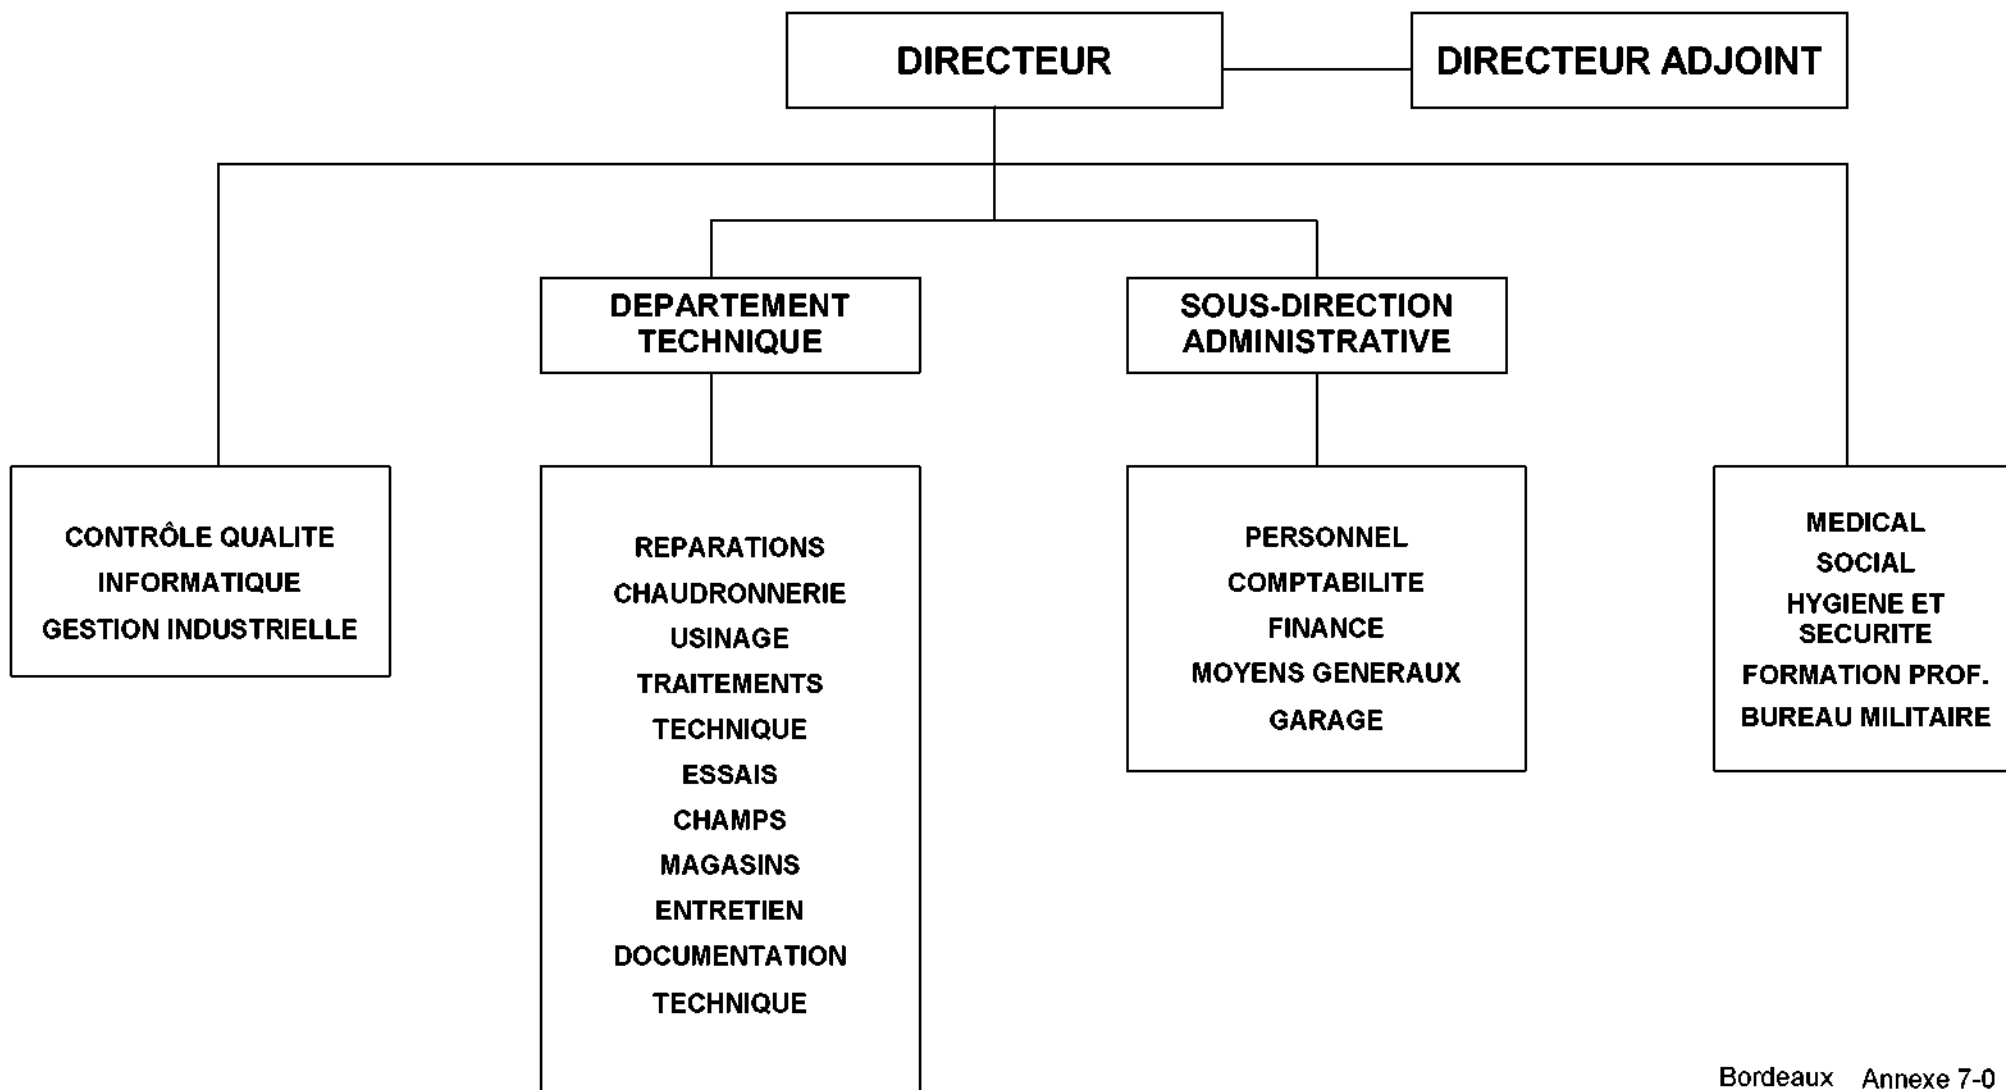 DIRECTEUR
DIRECTEUR ADJOINT
DEPARTEMENT
TECHNIQUE
SOUS-DIRECTION
ADMINISTRATIVE
CONTRÔLE QUALITE
INFORMATIQUE
GESTION INDUSTRIELLE
REPARATIONS
CHAUDRONNERIE
USINAGE
TRAITEMENTS
TECHNIQUE
ESSAIS
CHAMPS
MAGASINS
ENTRETIEN
DOCUMENTATION
TECHNIQUE
PERSONNEL
COMPTABILITE
FINANCE
MOYENS GENERAUX
GARAGE
MEDICAL
SOCIAL
HYGIENE ET
SECURITE
FORMATION PROF.
BUREAU MILITAIRE
Bordeaux Annexe 7-0